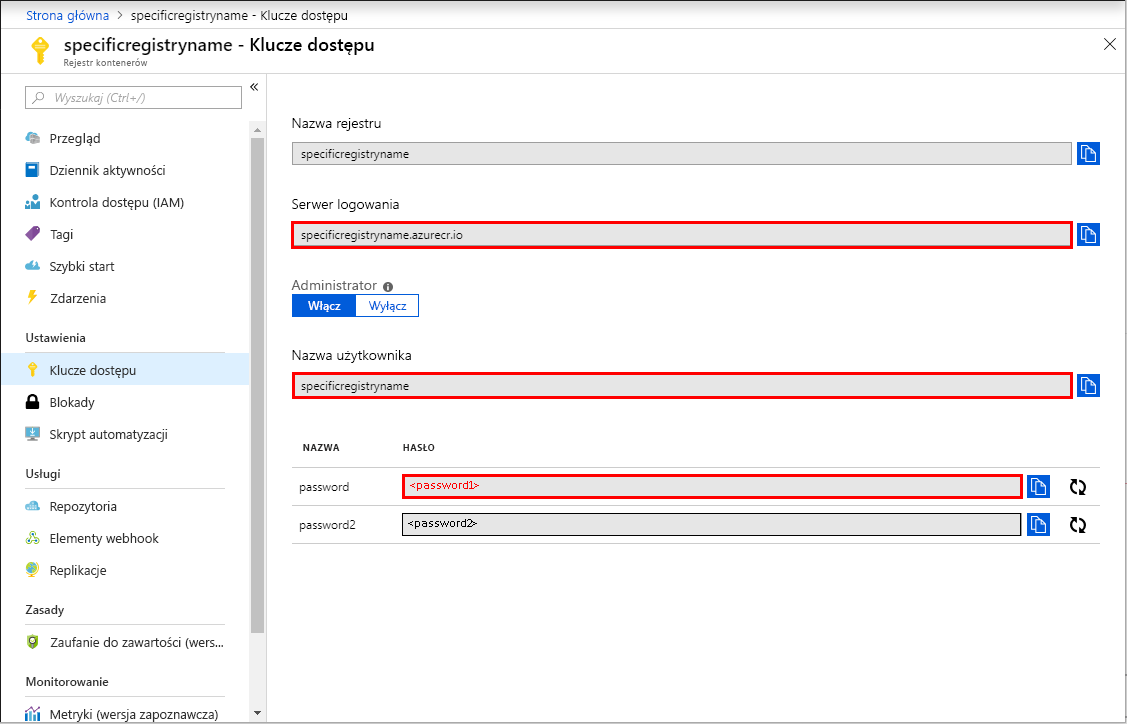 Strona główna > specificregistryname - Klucze dostępu
specificregistryname - Klucze dostępu
Rejestr kontenerów
Wyszukaj (Ctrl+/)
«
Przegląd
Dziennik aktywności
Kontrola dostępu (IAM)
Tagi
Szybki start
Zdarzenia
Ustawienia
Klucze dostępu
Blokady
Skrypt automatyzacji
Usługi
Repozytoria
Elementy webhook
Replikacje
Zasady
Zaufanie do zawartości (wers...
Monitorowanie
Metryki (wersja zapoznawcza)
Nazwa rejestru
specificregistryname
Serwer logowania
specificregistryname.azurecr.io
Administrator
Włącz Wyłącz
Nazwa użytkownika
specificregistryname
NAZWA HASŁO
password <password1>
password2 <password2>